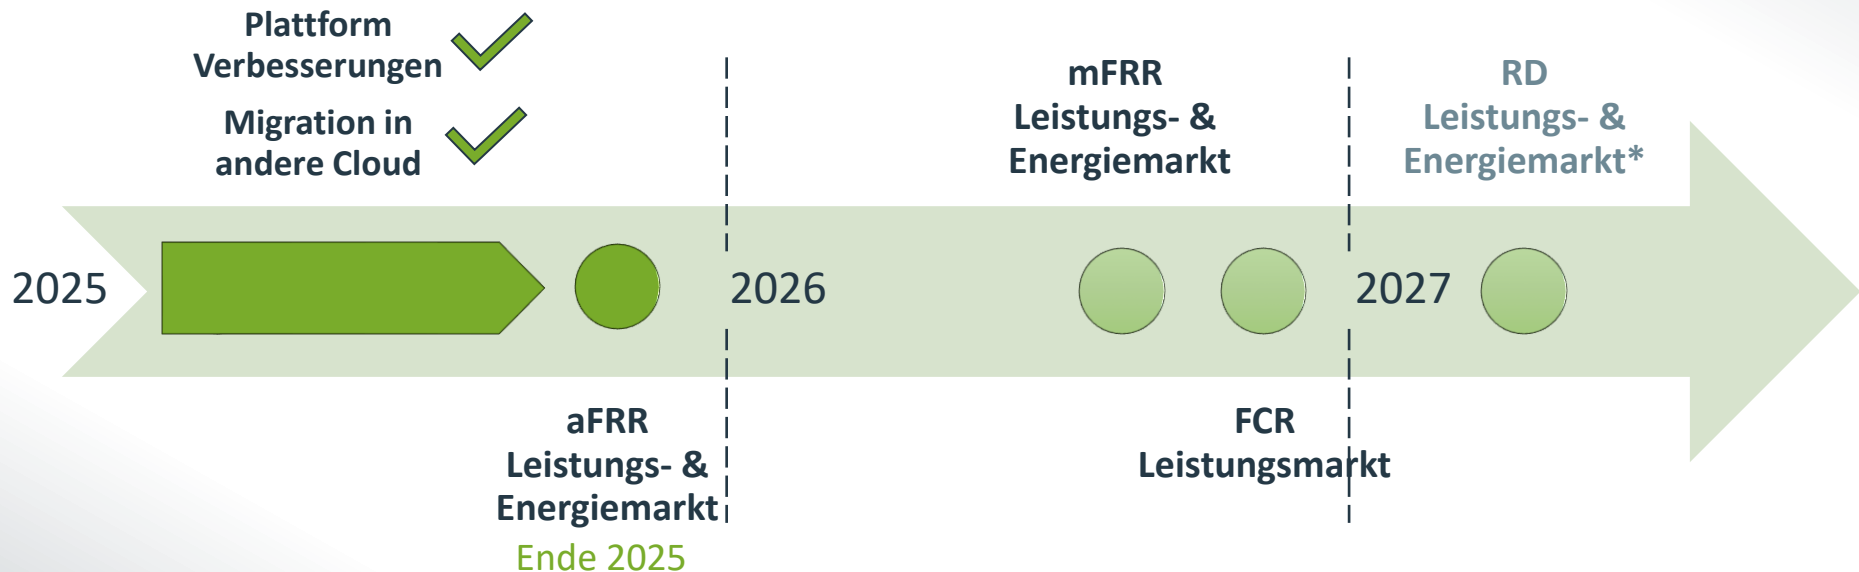 Plattform
Verbesserungen
Migration in
andere Cloud
mFRR
Leistungs- &
Energiemarkt
RD
Leistungs- &
Energiemarkt*
2025
2026
2027
aFRR
Leistungs- &
Energiemarkt
Ende 2025
FCR
Leistungsmarkt